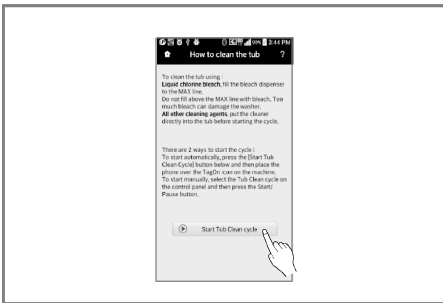 69% 3:44 PM
How to clean the tub ?
To clean the tub using :
Liquid chlorine bleach, fill the bleach dispenser
to the MAX line.
Do not fill above the MAX line with bleach, Too
much bleach can damage the washer.
All other cleaning agents, put the cleaner
directly into the tub before starting the cycle.
There are 2 ways to start the cycle :
To start automatically, press the [Start Tub
Clean Cycle] button below and then place the
phone over the TagOn icon on the machine.
To start manually, select the Tub Clean cycle on
the control panel and then press the Start/
Pause button.
Start Tub Clean cycle